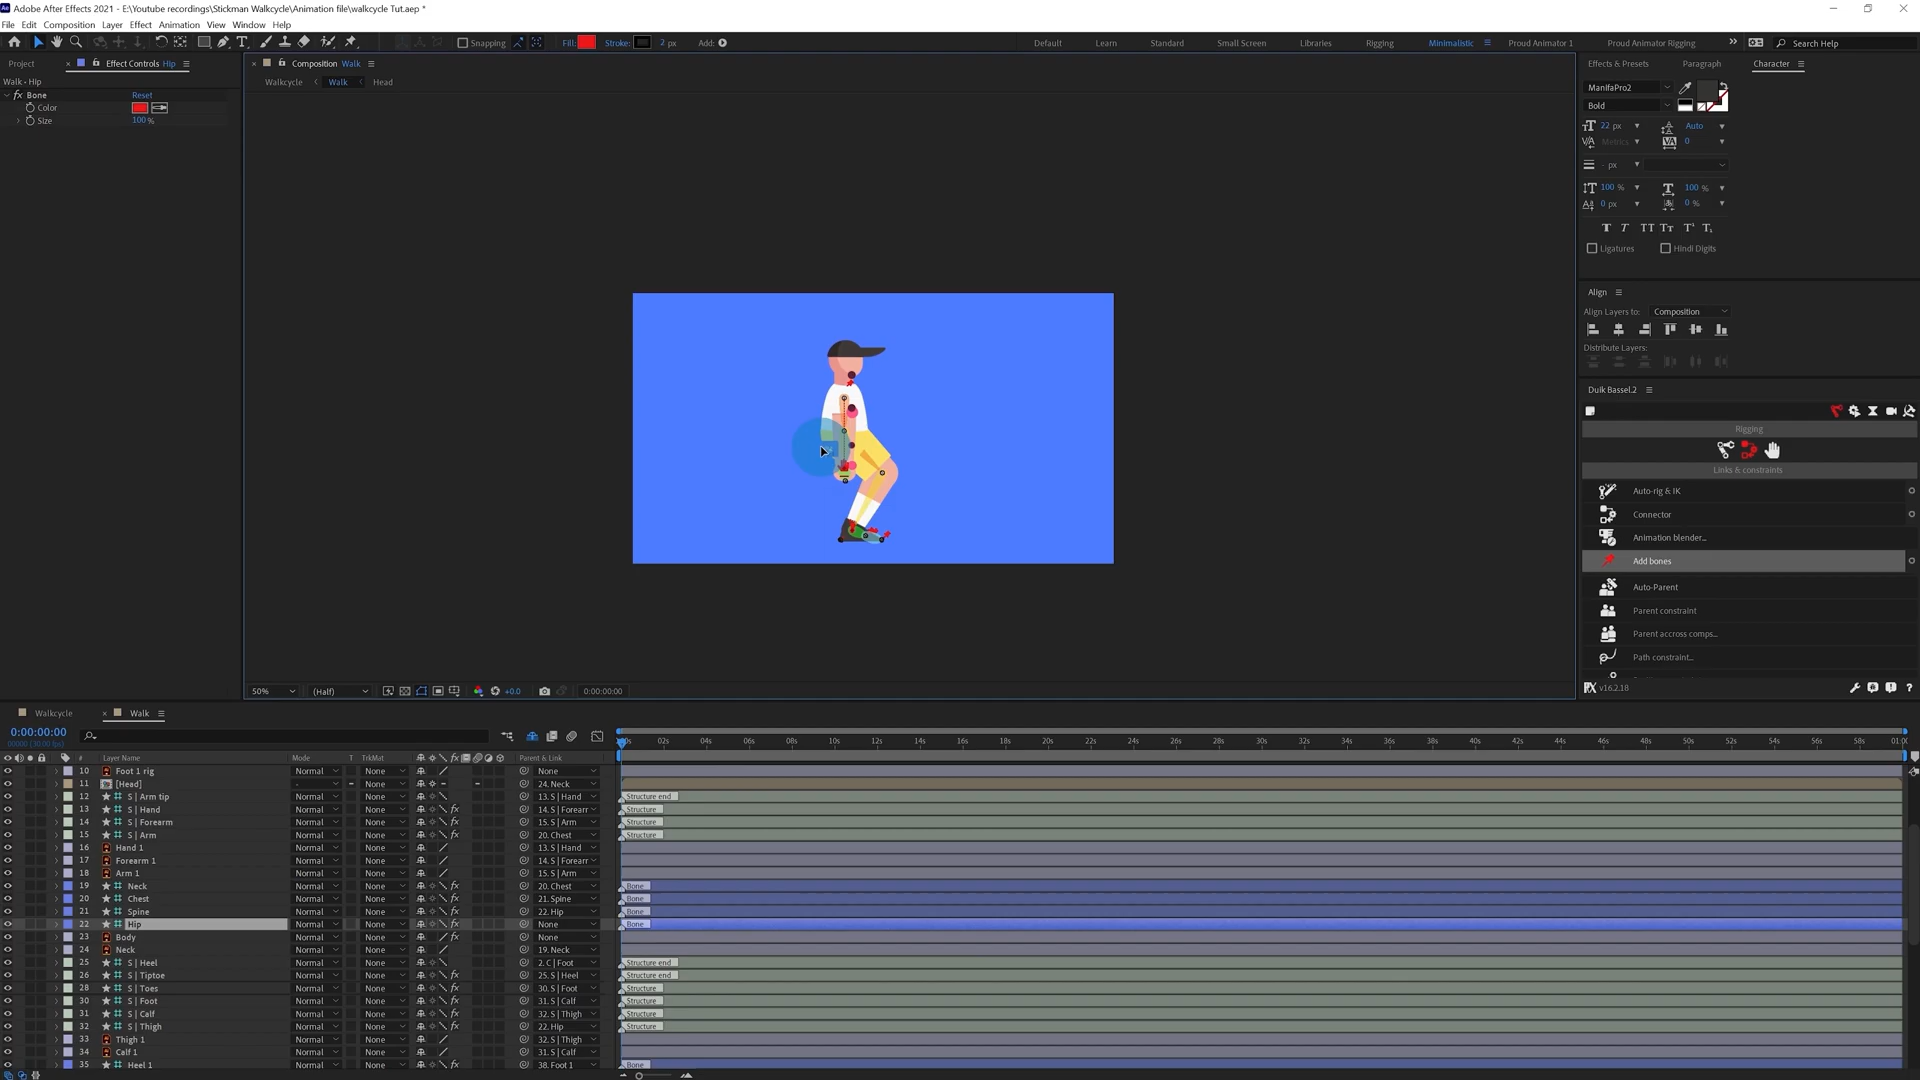 Adobe After Effects 2021 - E:\Youtube recordings\Stickman Walkcycle\Animation file\walkcycle Tut.aep *
File Edit Composition Layer Effect Animation View Window Help
Snapping Fill: Stroke: 2 px Add: Default Learn Standard Small Screen Libraries Rigging Minimalistic Proud Animator 1 Proud Animator Rigging Search Help
Project Effect Controls Hip
Walk • Hip
fx Bone Reset
Color
Size 100 %
Composition Walk
Walkcycle Walk Head
50% (Half) +0.0 0:00:00:00
Effects & Presets Paragraph Character
ManifaPro2
Bold
22 px Auto
Metrics 0
- px
100 % 100 %
0 px 0 %
Ligatures Hindi Digits
Align
Align Layers to: Composition
Distribute Layers:
Duik Bassel.2
Rigging
Links & constraints
Auto-rig & IK
Connector
Animation blender...
Add bones
Auto-Parent
Parent constraint
Parent accross comps...
Path constraint...
v16.2.18
Walkcycle Walk
0:00:00:00
00000 (30.00 fps)
02s 04s 06s 08s 10s 12s 14s 16s 18s 20s 22s 24s 26s 28s 30s 32s 34s 36s 38s 40s 42s 44s 46s 48s 50s 52s 54s 56s 58s 01:00
# Layer Name Mode T TrkMat Parent & Link
10 Foot 1 rig Normal None None
11 [Head] - 24. Neck
12 S | Arm tip Normal None 13. S | Hand Structure end
13 S | Hand Normal None 14. S | Forearr Structure
14 S | Forearm Normal None 15. S | Arm Structure
15 S | Arm Normal None 20. Chest Structure
16 Hand 1 Normal None 13. S | Hand
17 Forearm 1 Normal None 14. S | Forearr
18 Arm 1 Normal None 15. S | Arm
19 Neck Normal None 20. Chest Bone
20 Chest Normal None 21. Spine Bone
21 Spine Normal None 22. Hip Bone
22 Hip Normal None None Bone
23 Body Normal None None
24 Neck Normal None 19. Neck
25 S | Heel Normal None 2. C | Foot Structure end
26 S | Tiptoe Normal None 25. S | Heel Structure end
28 S | Toes Normal None 30. S | Foot Structure
30 S | Foot Normal None 31. S | Calf Structure
31 S | Calf Normal None 32. S | Thigh Structure
32 S | Thigh Normal None 22. Hip Structure
33 Thigh 1 Normal None 32. S | Thigh
34 Calf 1 Normal None 31. S | Calf
35 Heel 1 Normal None 38. Foot 1 Bone